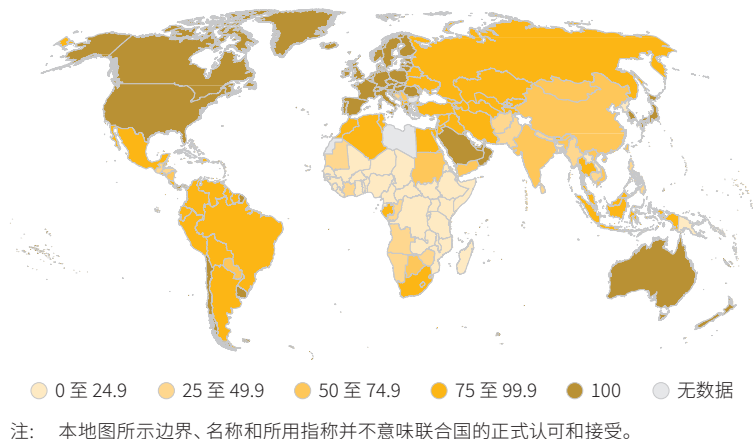 0 至 24.9 25 至 49.9 50 至 74.9 75 至 99.9 100 无数据
注: 本地图所示边界、名称和所用指称并不意味联合国的正式认可和接受。